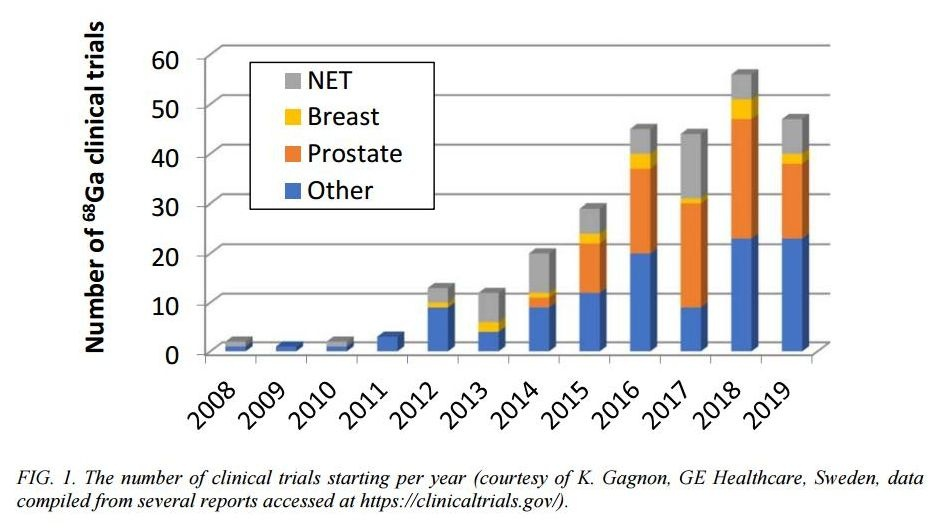 Number of ⁶⁸Ga clinical trials
60
50
40
30
20
10
0
NET
Breast
Prostate
Other
2008
2009
2010
2011
2012
2013
2014
2015
2016
2017
2018
2019
FIG. 1. The number of clinical trials starting per year (courtesy of K. Gagnon, GE Healthcare, Sweden, data
compiled from several reports accessed at https://clinicaltrials.gov/).